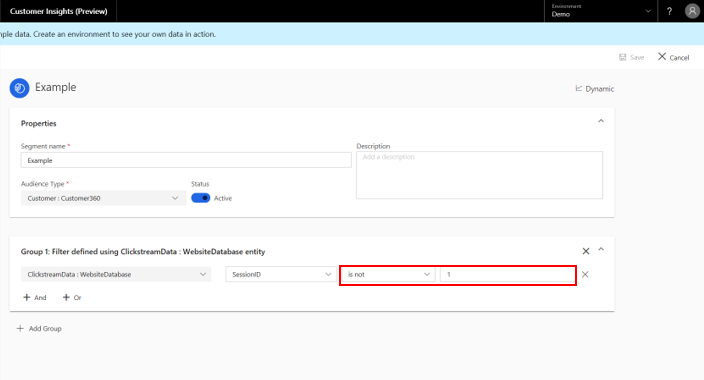 Customer Insights (Preview)
Environment
Demo
?
ple data. Create an environment to see your own data in action.
Save
Cancel
Example
Dynamic
Properties
Segment name *
Example
Description
Add a description
Audience Type *
Customer : Customer360
Status
Active
Group 1: Filter defined using ClickstreamData : WebsiteDatabase entity
ClickstreamData : WebsiteDatabase
SessionID
is not
1
And
Or
Add Group